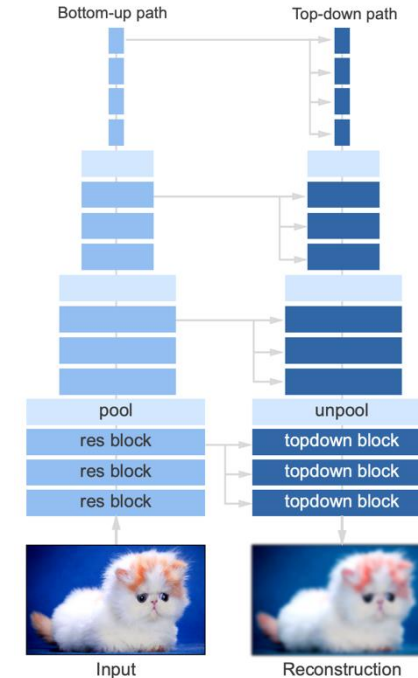 Bottom-up path
Top-down path
pool
unpool
res block
topdown block
res block
topdown block
res block
topdown block
Input
Reconstruction